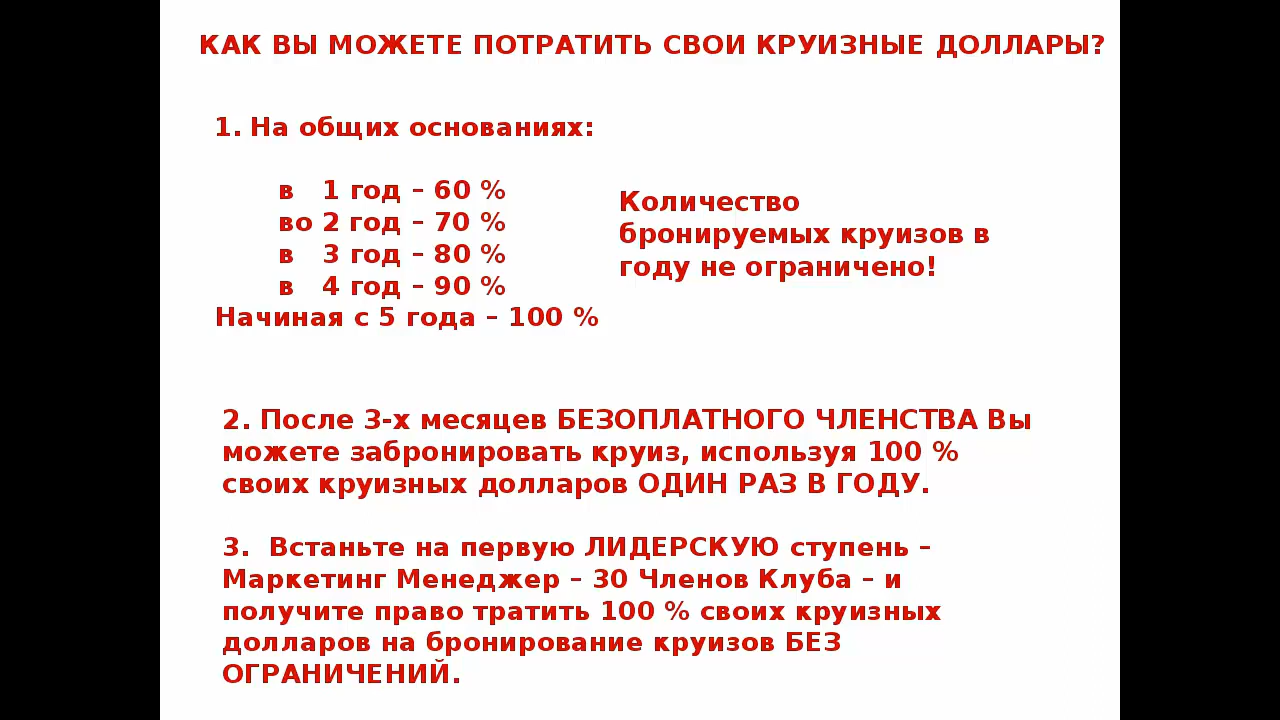 КАК ВЫ МОЖЕТЕ ПОТРАТИТЬ СВОИ КРУИЗНЫЕ ДОЛЛАРЫ?
1. На общих основаниях:
в 1 год – 60 %
во 2 год – 70 %
в 3 год – 80 %
в 4 год – 90 %
Начиная с 5 года – 100 %
Количество
бронируемых круизов в
году не ограничено!
2. После 3-х месяцев БЕЗОПЛАТНОГО ЧЛЕНСТВА Вы
можете забронировать круиз, используя 100 %
своих круизных долларов ОДИН РАЗ В ГОДУ.
3. Встаньте на первую ЛИДЕРСКУЮ ступень –
Маркетинг Менеджер – 30 Членов Клуба – и
получите право тратить 100 % своих круизных
долларов на бронирование круизов БЕЗ
ОГРАНИЧЕНИЙ.